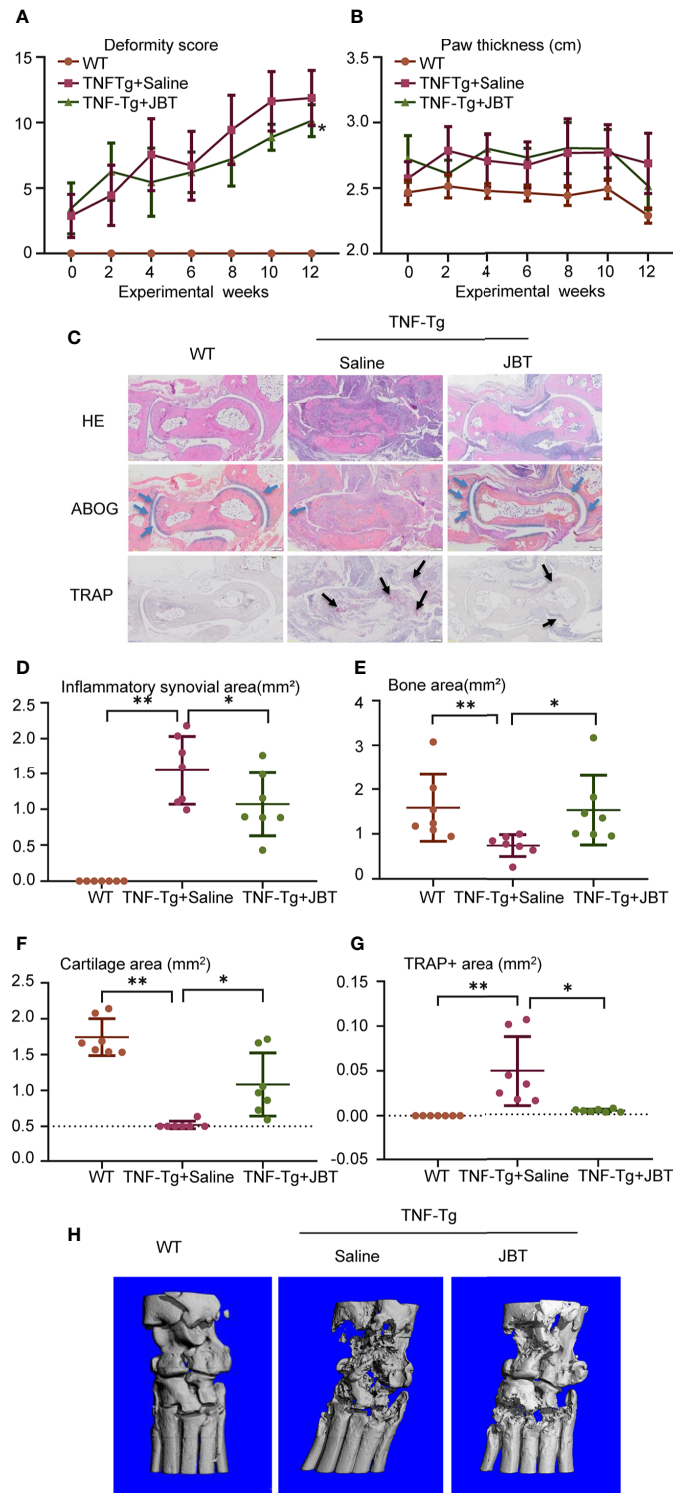 A B
Deformity score Paw thickness (cm)
15 3.5 WT WT
TNFTg+Saline TNFTg+Saline
TNF-Tg+JBT TNF-Tg+JBT
10 3.0
*
5 2.5
0 2.0
0 2 4 6 8 10 12 0 2 4 6 8 10 12
Experimental weeks Experimental weeks
TNF-Tg
C
WT Saline JBT
HE
ABOG
TRAP
D E
Inflammatory synovial area(mm²) Bone area(mm²)
2.5 ** * 4 ** *
2.0 3
1.5
2
1.0
1
0.5
0.0 0
WT TNF-Tg+Saline TNF-Tg+JBT WT TNF-Tg+Saline TNF-Tg+JBT
F G
Cartilage area (mm²) TRAP+ area (mm²)
2.5 ** * 0.15 ** *
2.0 0.10
1.5
0.05
1.0
0.00
0.5
0.0 -0.05
WT TNF-Tg+Saline TNF-Tg+JBT WT TNF-Tg+Saline TNF-Tg+JBT
TNF-Tg
H
WT Saline JBT